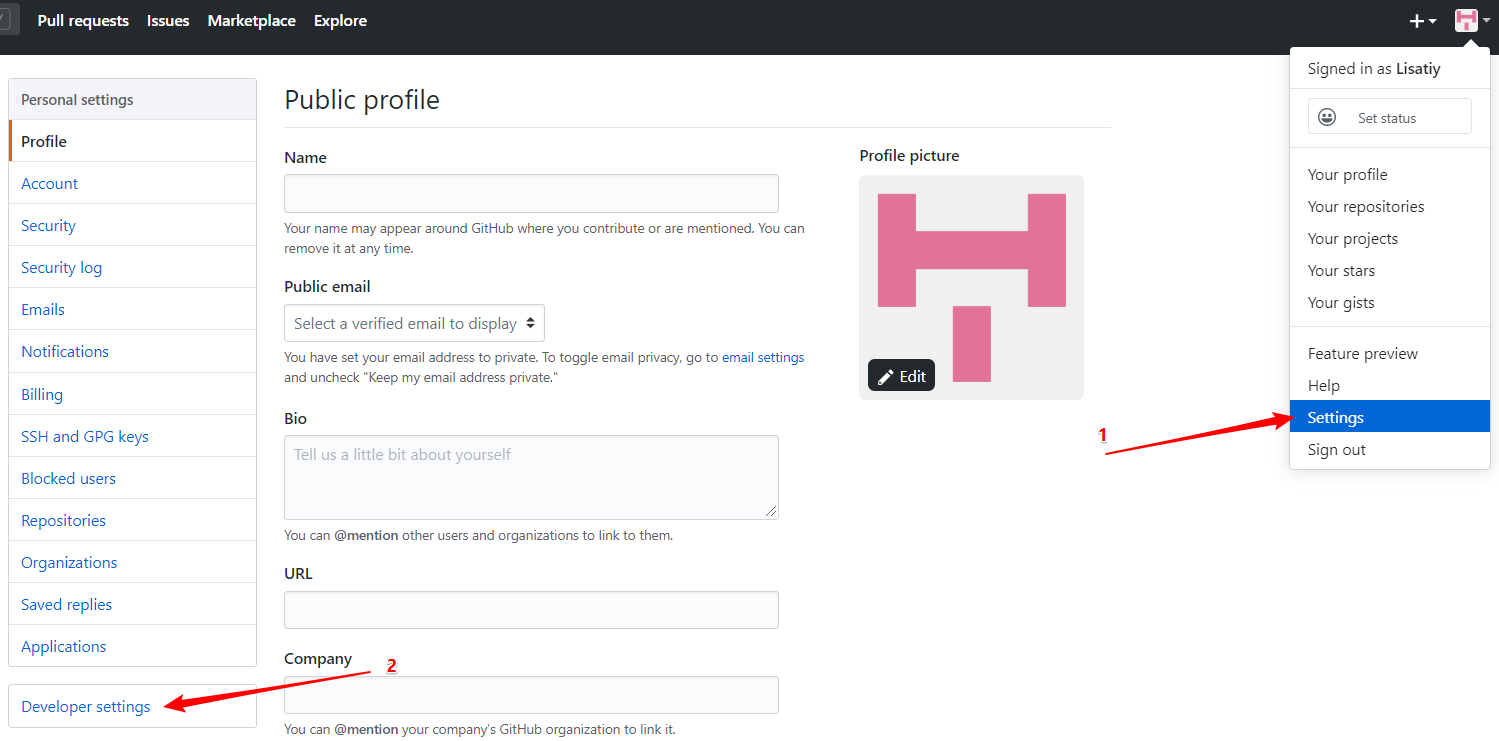 Pull requests Issues Marketplace Explore
Signed in as Lisatiy
Set status
Your profile
Your repositories
Your projects
Your stars
Your gists
Feature preview
Help
Settings
Sign out
1
Personal settings
Profile
Account
Security
Security log
Emails
Notifications
Billing
SSH and GPG keys
Blocked users
Repositories
Organizations
Saved replies
Applications
Developer settings
2
Public profile
Name
Your name may appear around GitHub where you contribute or are mentioned. You can
remove it at any time.
Public email
Select a verified email to display
You have set your email address to private. To toggle email privacy, go to email settings
and uncheck "Keep my email address private."
Bio
Tell us a little bit about yourself
You can @mention other users and organizations to link to them.
URL
Company
You can @mention your company's GitHub organization to link it.
Profile picture
Edit